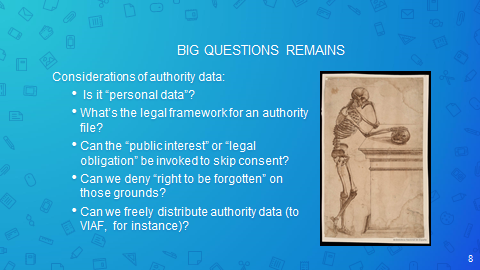 BIG QUESTIONS REMAINS
Considerations of authority data:
• Is it “personal data”?
• What’s the legal framework for an authority
file?
• Can the “public interest” or “legal
obligation” be invoked to skip consent?
• Can we deny “right to be forgotten” on
those grounds?
• Can we freely distribute authority data (to
VIAF, for instance)?
8